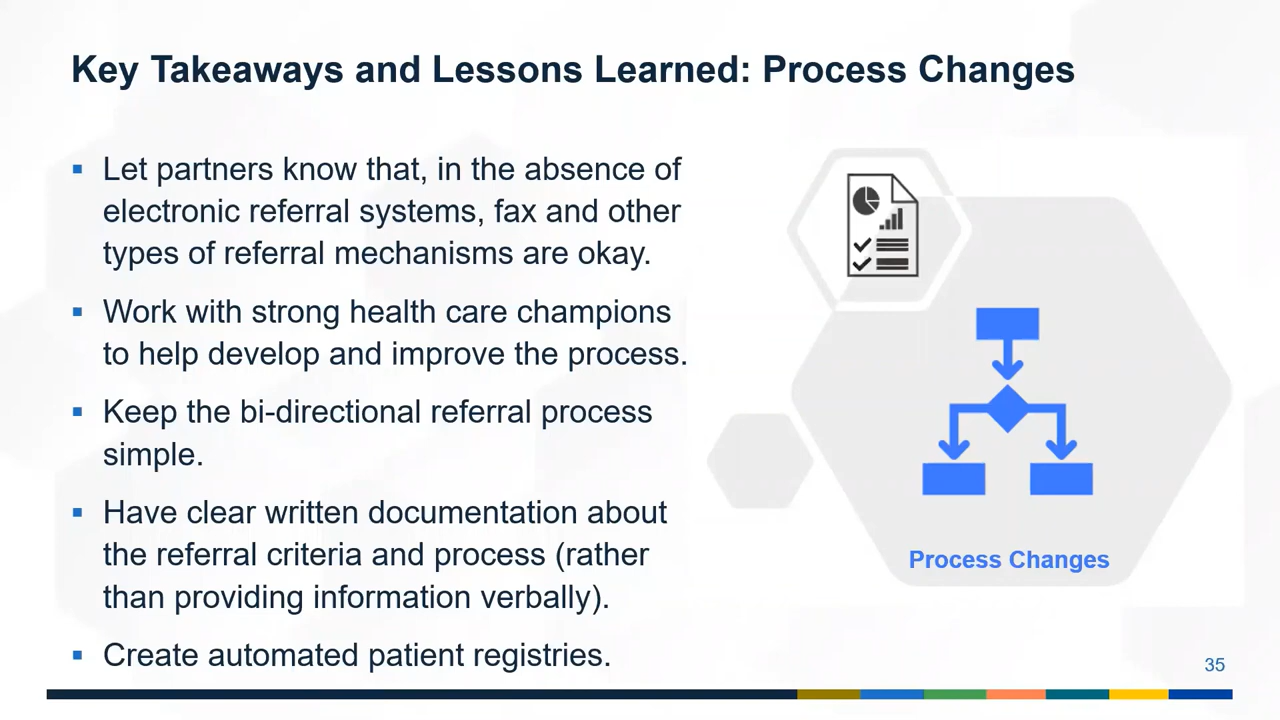 Key Takeaways and Lessons Learned: Process Changes
▪ Let partners know that, in the absence of
electronic referral systems, fax and other
types of referral mechanisms are okay.
▪ Work with strong health care champions
to help develop and improve the process.
▪ Keep the bi-directional referral process
simple.
▪ Have clear written documentation about
the referral criteria and process (rather
than providing information verbally).
▪ Create automated patient registries.
Process Changes
35